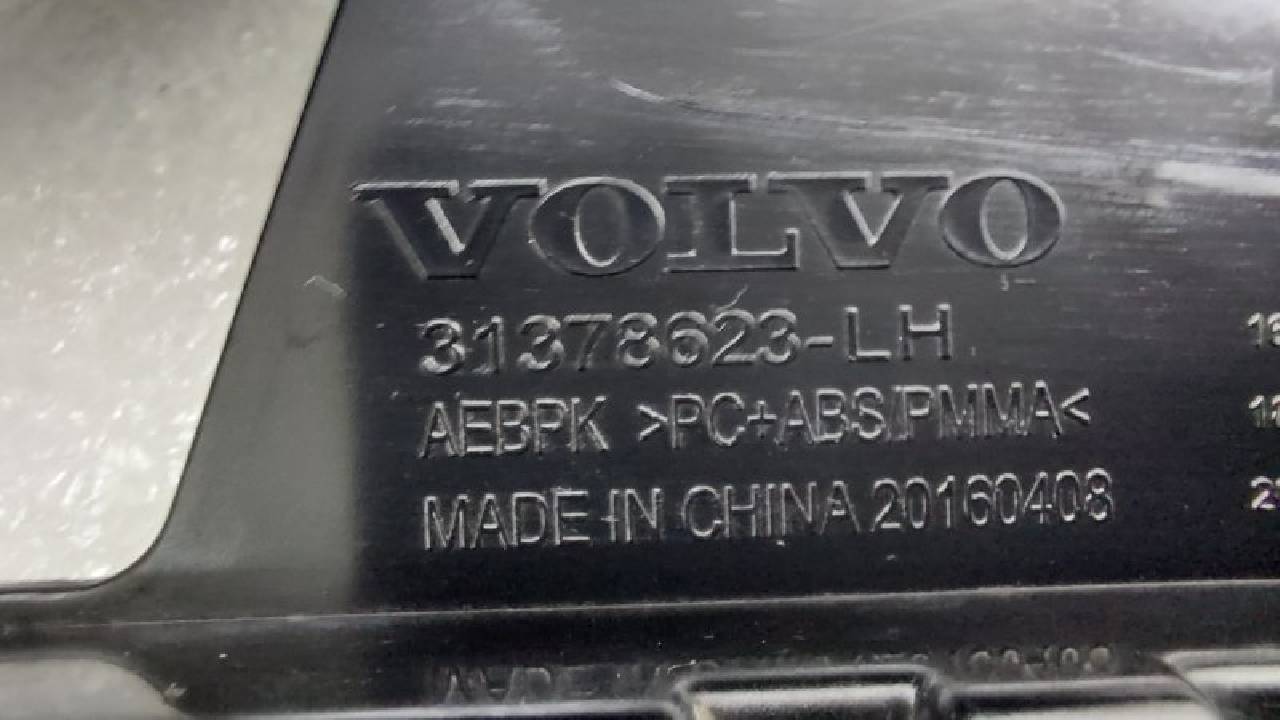 VOLVO
31378623-LH
AEBPK >PC+ABS/PMMA<
MADE IN CHINA 20160408